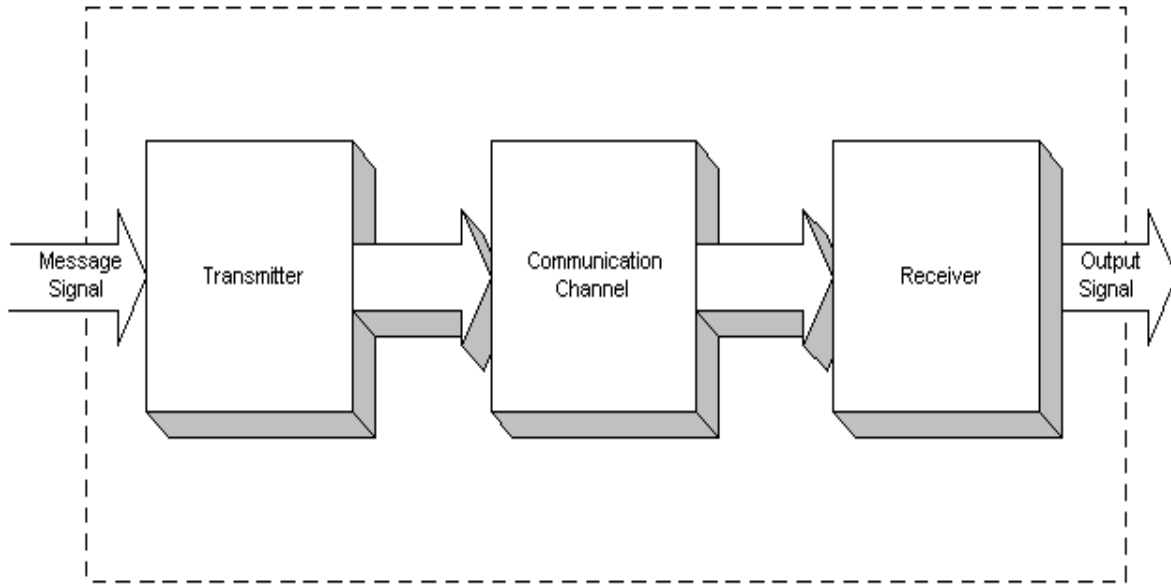 Message
Signal
Transmitter
Communication
Channel
Receiver
Output
Signal